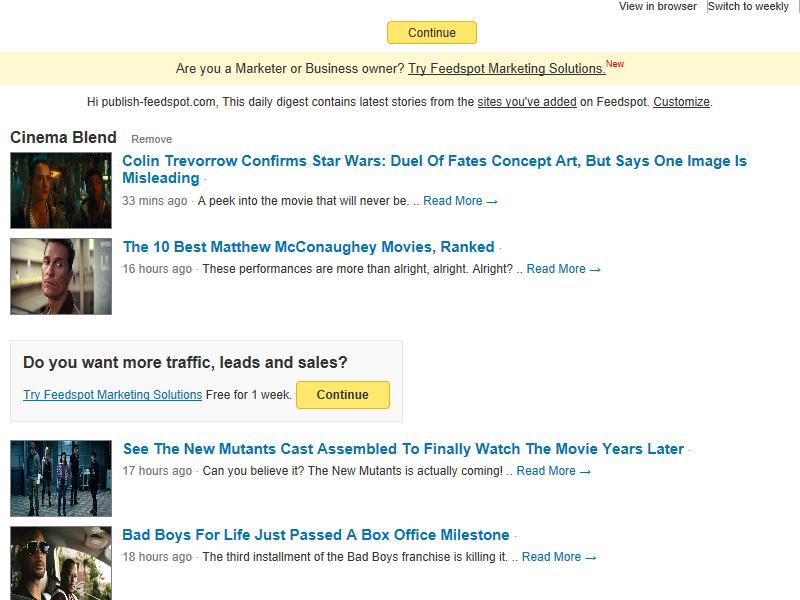 View in browser | Switch to weekly |
Continue
Are you a Marketer or Business owner? Try Feedspot Marketing Solutions. New
Hi publish-feedspot.com, This daily digest contains latest stories from the sites you've added on Feedspot. Customize.
Cinema Blend Remove
Colin Trevorrow Confirms Star Wars: Duel Of Fates Concept Art, But Says One Image Is
Misleading ·
33 mins ago · A peek into the movie that will never be. .. Read More →
The 10 Best Matthew McConaughey Movies, Ranked ·
16 hours ago · These performances are more than alright, alright. Alright? .. Read More →
Do you want more traffic, leads and sales?
Try Feedspot Marketing Solutions Free for 1 week. Continue
See The New Mutants Cast Assembled To Finally Watch The Movie Years Later ·
17 hours ago · Can you believe it? The New Mutants is actually coming! .. Read More →
Bad Boys For Life Just Passed A Box Office Milestone ·
18 hours ago · The third installment of the Bad Boys franchise is killing it. .. Read More →